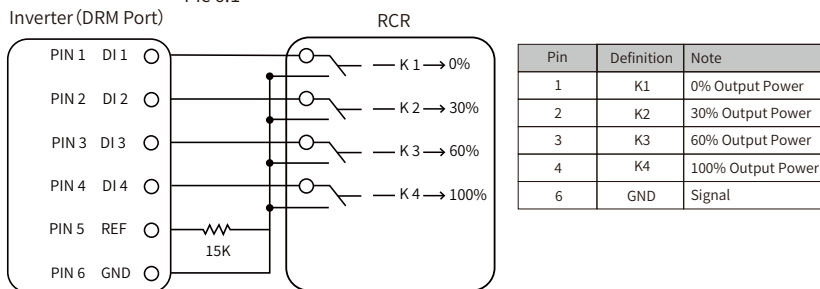 Inverter(DRM Port)
PIN 1 DI 1
PIN 2 DI 2
PIN 3 DI 3
PIN 4 DI 4
PIN 5 REF
PIN 6 GND
15K
RCR
K 1 → 0%
K 2 → 30%
K 3 → 60%
K 4 → 100%
Pin Definition Note
1 K1 0% Output Power
2 K2 30% Output Power
3 K3 60% Output Power
4 K4 100% Output Power
6 GND Signal